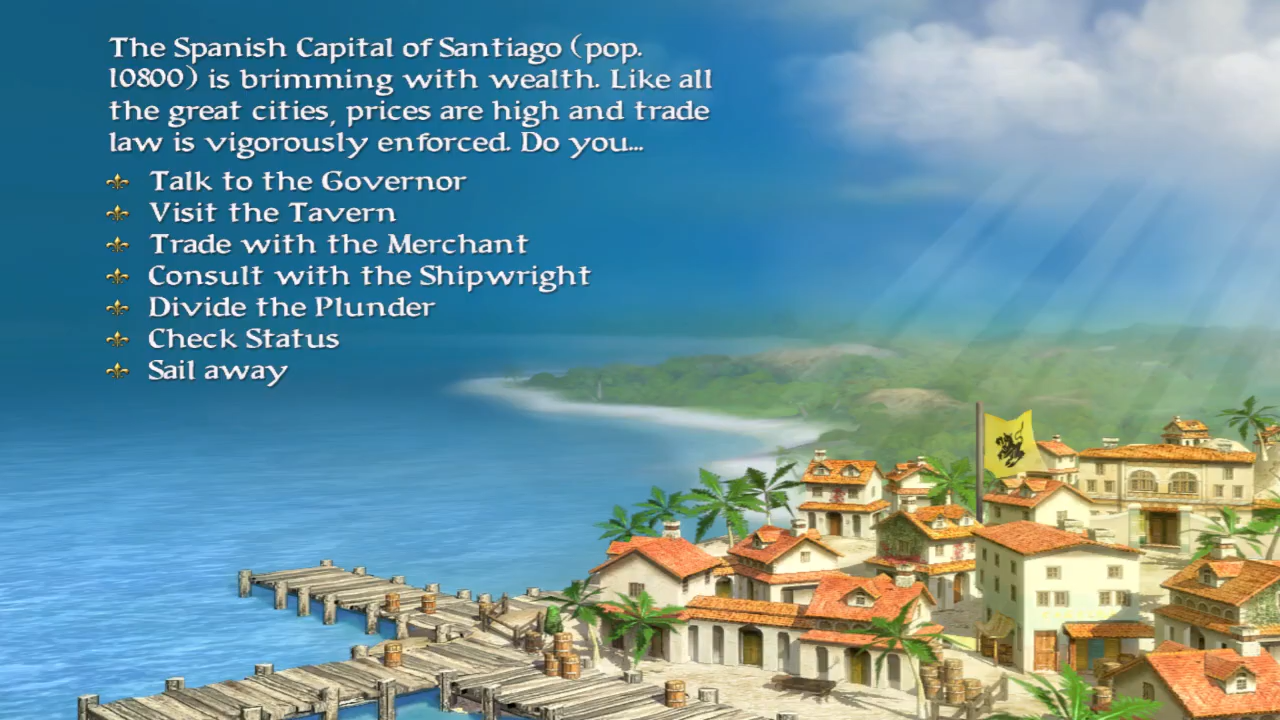 The Spanish Capital of Santiago (pop.
10800) is brimming with wealth. Like all
the great cities, prices are high and trade
law is vigorously enforced. Do you...
Talk to the Governor
Visit the Tavern
Trade with the Merchant
Consult with the Shipwright
Divide the Plunder
Check Status
Sail away